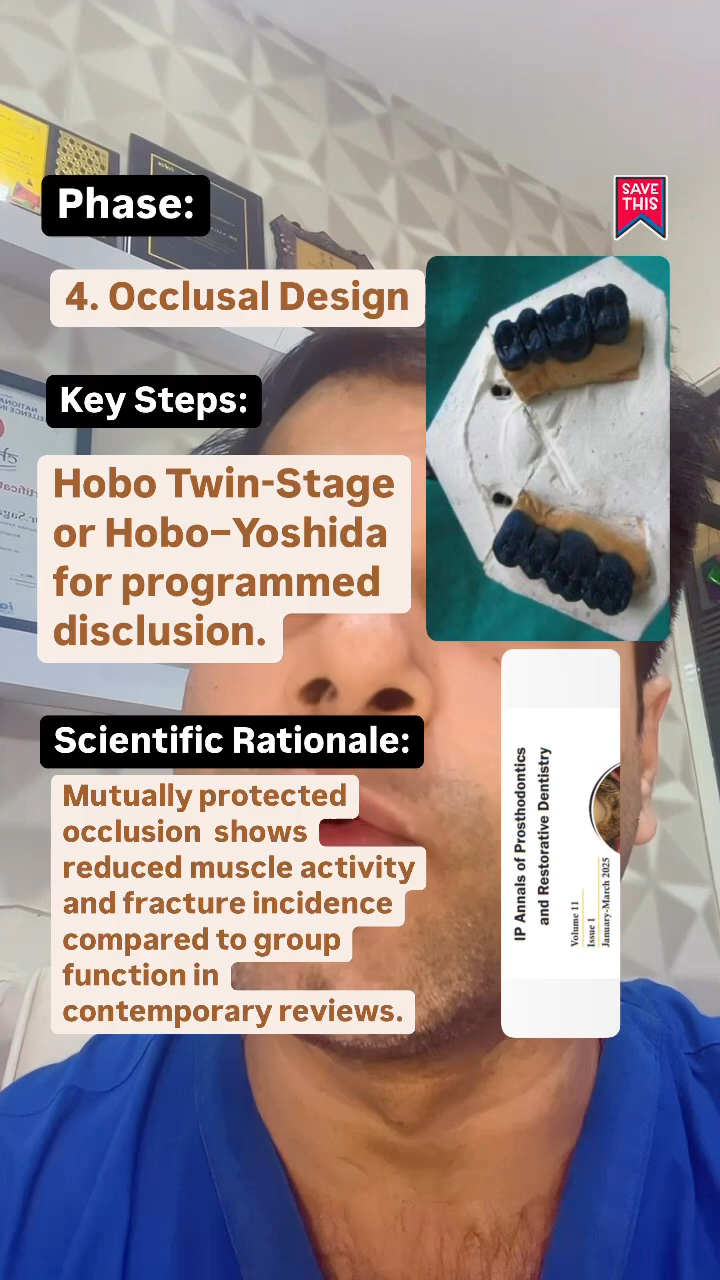 Phase:
SAVE
THIS
4. Occlusal Design
Key Steps:
Hobo Twin-Stage
or Hobo–Yoshida
for programmed
disclusion.
Scientific Rationale:
Mutually protected
occlusion shows
reduced muscle activity
and fracture incidence
compared to group
function in
contemporary reviews.
IP Annals of Prosthodontics
and Restorative Dentistry
Volume 11
Issue 1
January-March 2025